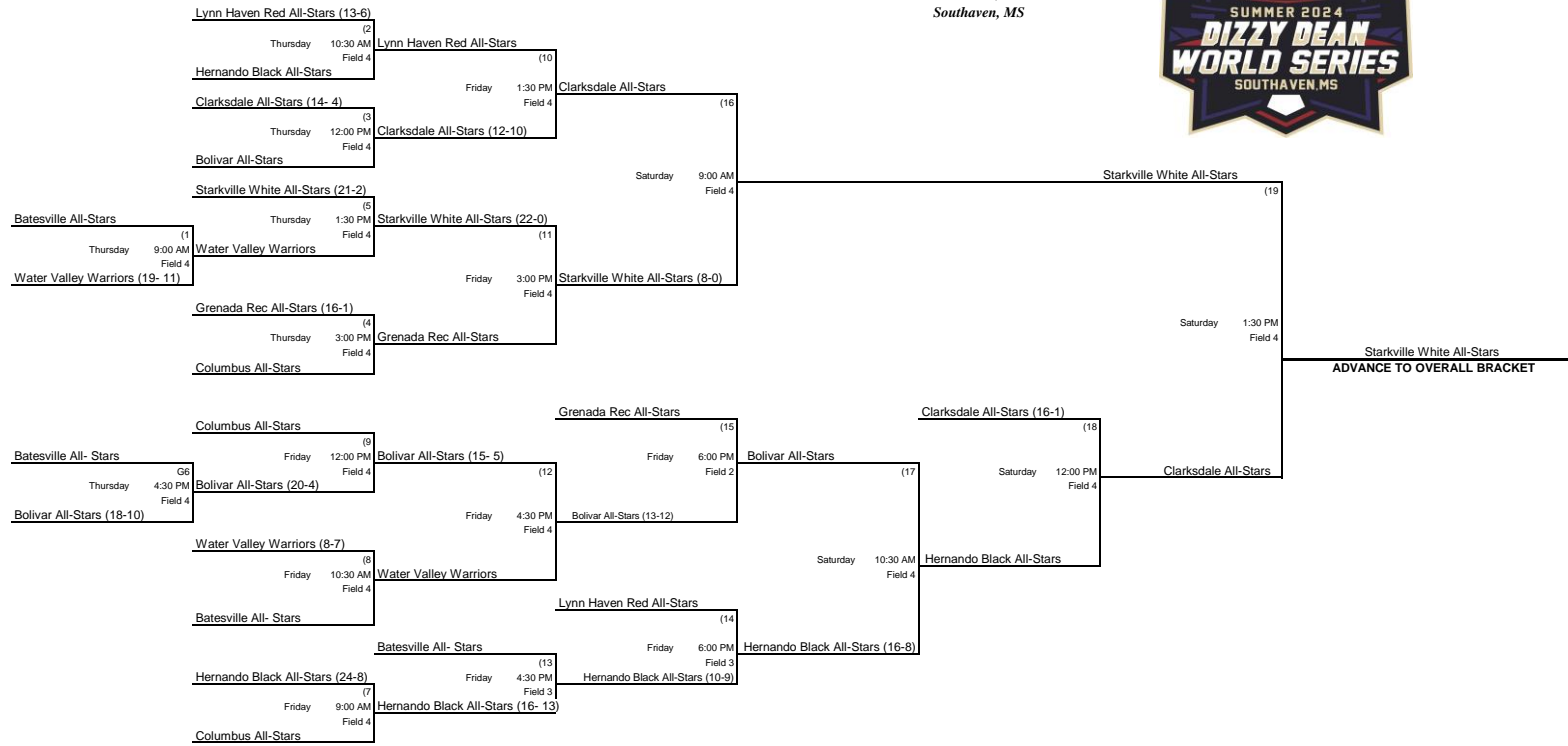 Southaven, MS
SUMMER 2024
DIZZY DEAN
WORLD SERIES
SOUTHAVEN, MS
Lynn Haven Red All-Stars (13-6)
(2
Thursday 10:30 AM Lynn Haven Red All-Stars
Field 4
(10
Hernando Black All-Stars
Friday 1:30 PM Clarksdale All-Stars
Clarksdale All-Stars (14- 4)
Field 4
(16
(3
Thursday 12:00 PM Clarksdale All-Stars (12-10)
Field 4
Bolivar All-Stars
Saturday 9:00 AM
Starkville White All-Stars
Starkville White All-Stars (21-2)
Field 4
(19
(5
Batesville All-Stars
Thursday 1:30 PM Starkville White All-Stars (22-0)
(1
Field 4
(11
Thursday 9:00 AM Water Valley Warriors
Field 4
Water Valley Warriors (19- 11)
Friday 3:00 PM Starkville White All-Stars (8-0)
Field 4
Grenada Rec All-Stars (16-1)
(4
Saturday 1:30 PM
Thursday 3:00 PM Grenada Rec All-Stars
Field 4
Field 4
Starkville White All-Stars
Columbus All-Stars
ADVANCE TO OVERALL BRACKET
Grenada Rec All-Stars
Clarksdale All-Stars (16-1)
Columbus All-Stars
(15
(18
(9
Batesville All- Stars
Friday 12:00 PM Bolivar All-Stars (15- 5)
Friday 6:00 PM Bolivar All-Stars
G6
Field 4
(12
Field 2
(17
Saturday 12:00 PM
Clarksdale All-Stars
Thursday 4:30 PM Bolivar All-Stars (20-4)
Field 4
Field 4
Bolivar All-Stars (18-10)
Friday 4:30 PM Bolivar All-Stars (13-12)
Field 4
Water Valley Warriors (8-7)
(8
Saturday 10:30 AM Hernando Black All-Stars
Friday 10:30 AM Water Valley Warriors
Field 4
Field 4
Lynn Haven Red All-Stars
Batesville All- Stars
(14
Batesville All- Stars
Friday 6:00 PM Hernando Black All-Stars (16-8)
(13
Field 3
Hernando Black All-Stars (24-8)
Friday 4:30 PM Hernando Black All-Stars (10-9)
(7
Field 3
Friday 9:00 AM Hernando Black All-Stars (16- 13)
Field 4
Columbus All-Stars